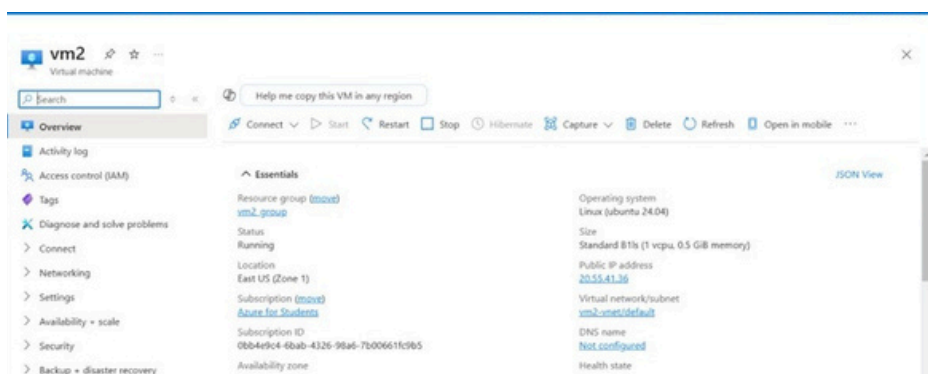 vm2
Virtual machine
Search
Help me copy this VM in any region
Connect Start Restart Stop Hibernate Capture Delete Refresh Open in mobile
Overview
Activity log
Access control (IAM)
Tags
Diagnose and solve problems
Connect
Networking
Settings
Availability + scale
Security
Backup + disaster recovery
Essentials
JSON View
Resource group (move)
vm2_group
Status
Running
Location
East US (Zone 1)
Subscription (move)
Azure for Students
Subscription ID
0bb4e9c4-6bab-4326-98a6-7b00661fc9b5
Availability zone
Operating system
Linux (ubuntu 24.04)
Size
Standard B1ls (1 vcpu, 0.5 GiB memory)
Public IP address
20.55.41.36
Virtual network/subnet
vm2-vnet/default
DNS name
Not configured
Health state